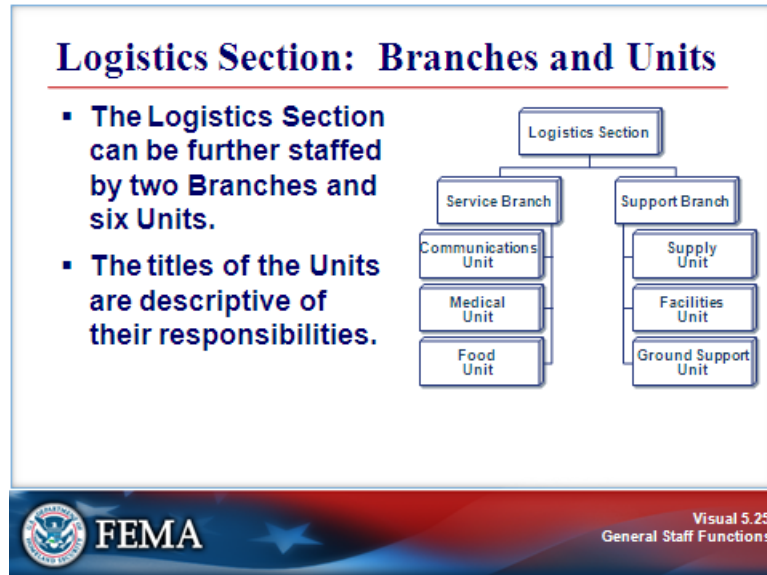 Logistics Section: Branches and Units
▪ The Logistics Section
can be further staffed
by two Branches and
six Units.
▪ The titles of the Units
are descriptive of
their responsibilities.
Logistics Section
Service Branch
Support Branch
Communications
Unit
Medical
Unit
Food
Unit
Supply
Unit
Facilities
Unit
Ground Support
Unit
FEMA
Visual 5.25
General Staff Functions